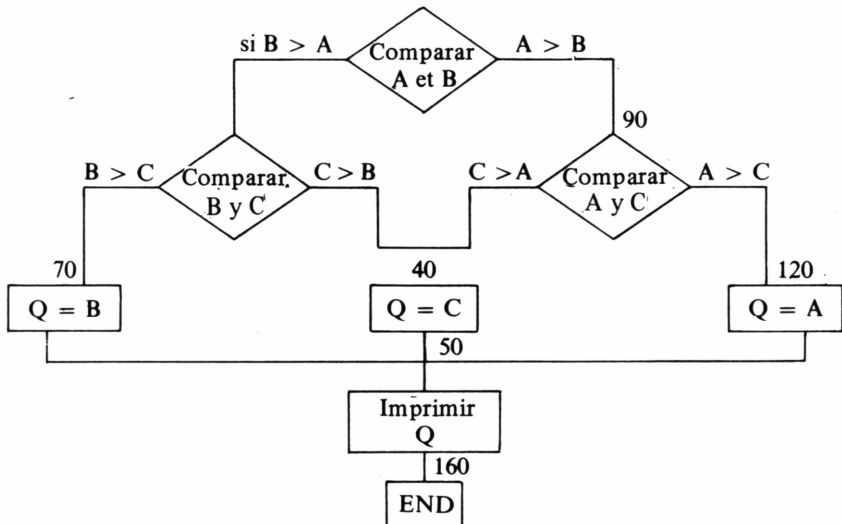 si B > A
Comparar
A et B
A > B
90
B > C
Comparar
B y C
C > B
C > A
Comparar
A y C
A > C
70
40
120
Q = B
Q = C
Q = A
50
Imprimir
Q
160
END